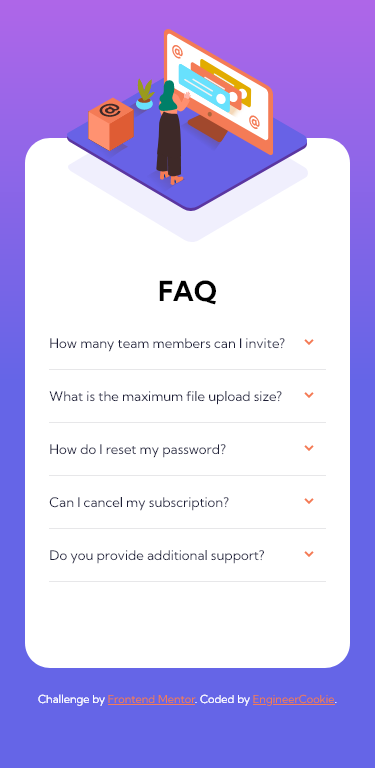 @
@
@
FAQ
How many team members can I invite?
What is the maximum file upload size?
How do I reset my password?
Can I cancel my subscription?
Do you provide additional support?
Challenge by Frontend Mentor. Coded by EngineerCookie.